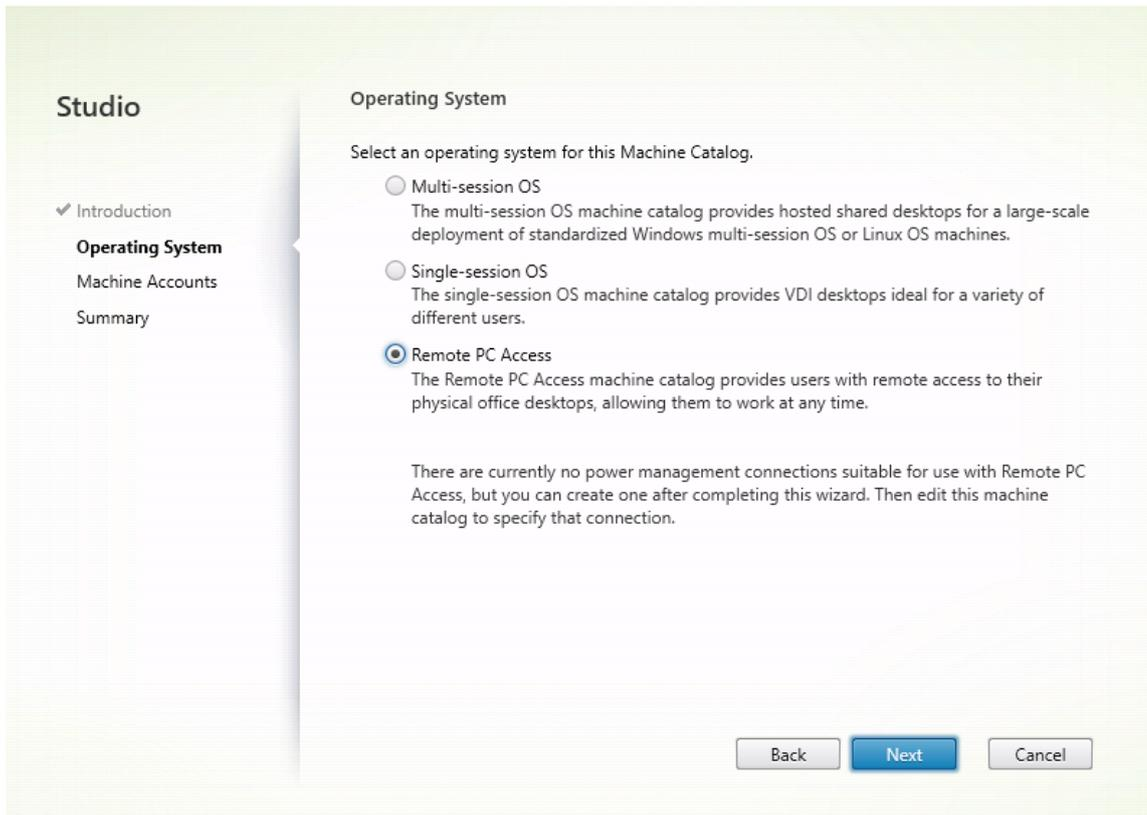 Studio
Introduction
Operating System
Machine Accounts
Summary
Operating System
Select an operating system for this Machine Catalog.
Multi-session OS
The multi-session OS machine catalog provides hosted shared desktops for a large-scale
deployment of standardized Windows multi-session OS or Linux OS machines.
Single-session OS
The single-session OS machine catalog provides VDI desktops ideal for a variety of
different users.
Remote PC Access
The Remote PC Access machine catalog provides users with remote access to their
physical office desktops, allowing them to work at any time.
There are currently no power management connections suitable for use with Remote PC
Access, but you can create one after completing this wizard. Then edit this machine
catalog to specify that connection.
Back
Next
Cancel